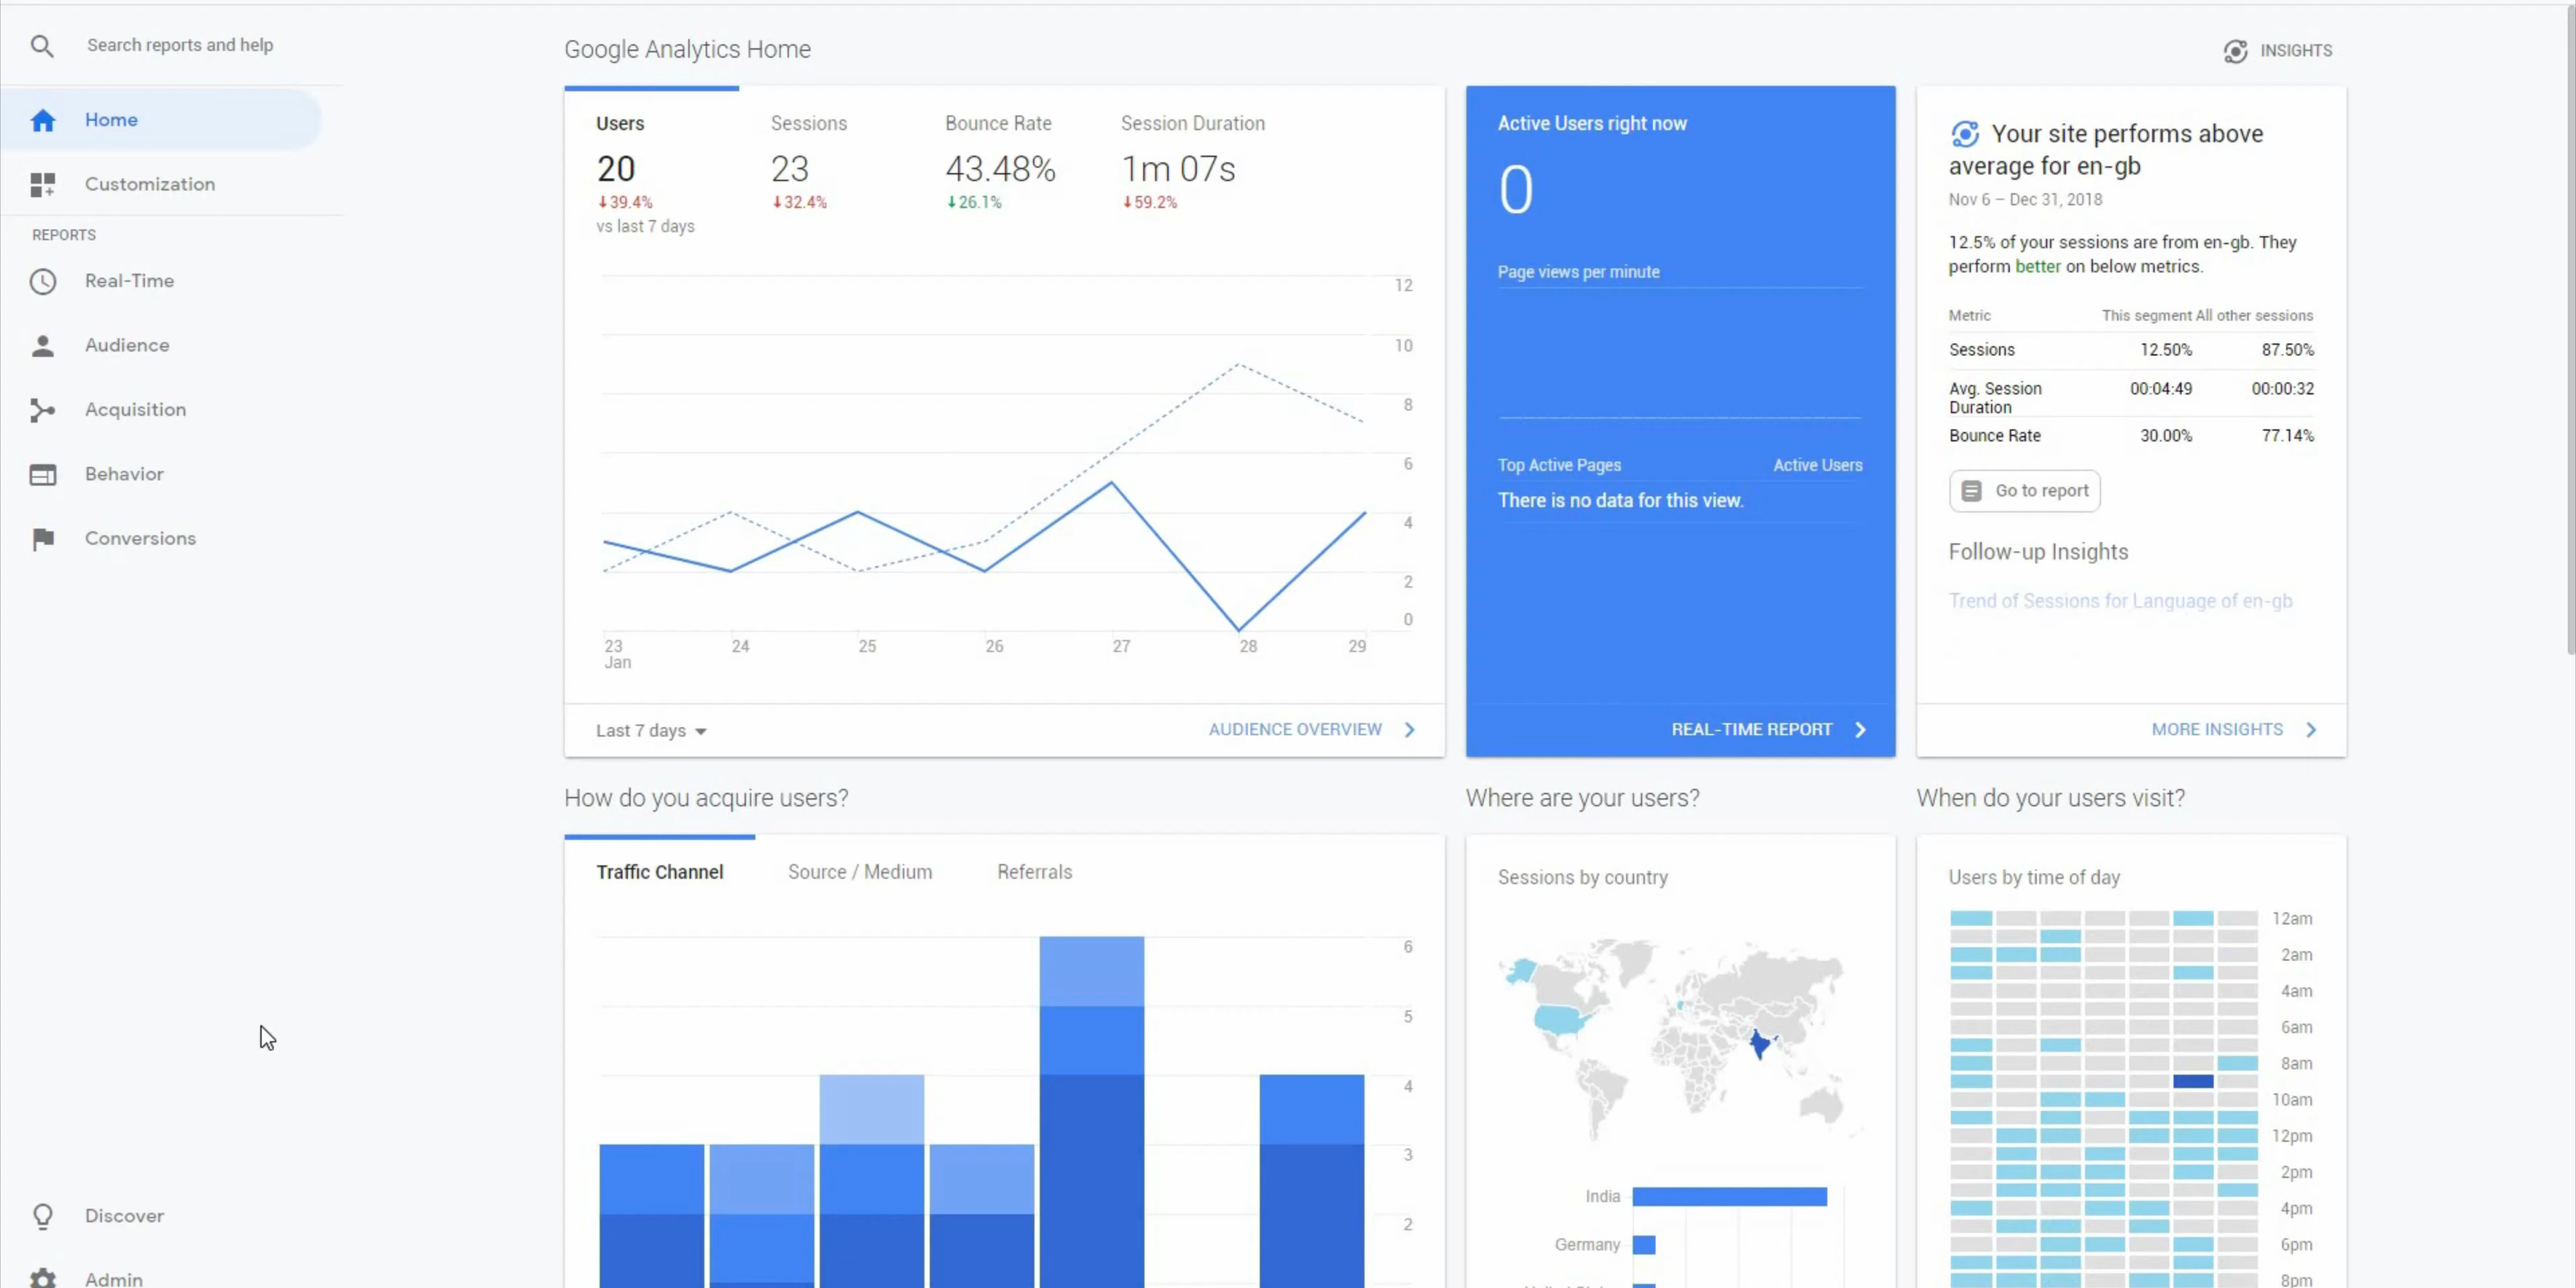 Search reports and help
Home
Customization
REPORTS
Real-Time
Audience
Acquisition
Behavior
Conversions
Discover
Admin
Google Analytics Home
INSIGHTS
Users Sessions Bounce Rate Session Duration
20 23 43.48% 1m 07s
39.4% 32.4% 26.1% 59.2%
vs last 7 days
12
10
8
6
4
2
0
23 24 25 26 27 28 29
Jan
Last 7 days
AUDIENCE OVERVIEW
Active Users right now
0
Page views per minute
Top Active Pages Active Users
There is no data for this view.
REAL-TIME REPORT
Your site performs above
average for en-gb
Nov 6 – Dec 31, 2018
12.5% of your sessions are from en-gb. They
perform better on below metrics.
Metric This segment All other sessions
Sessions 12.50% 87.50%
Avg. Session 00:04:49 00:00:32
Duration
Bounce Rate 30.00% 77.14%
Go to report
Follow-up Insights
Trend of Sessions for Language of en-gb
MORE INSIGHTS
How do you acquire users?
Traffic Channel Source / Medium Referrals
6
5
4
3
2
Where are your users?
Sessions by country
India
Germany
When do your users visit?
Users by time of day
12am
2am
4am
6am
8am
10am
12pm
2pm
4pm
6pm
8pm